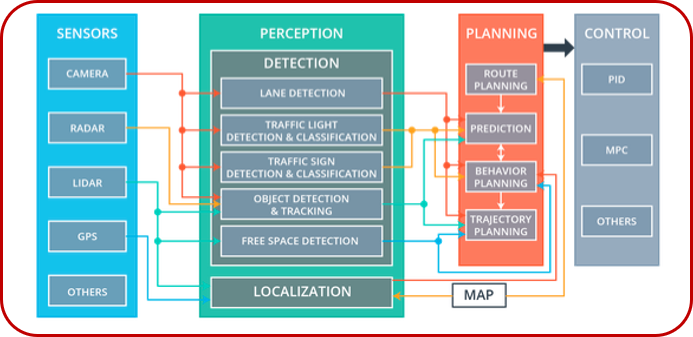 SENSORS
CAMERA
RADAR
LIDAR
GPS
OTHERS
PERCEPTION
DETECTION
LANE DETECTION
TRAFFIC LIGHT
DETECTION & CLASSIFICATION
TRAFFIC SIGN
DETECTION & CLASSIFICATION
OBJECT DETECTION
& TRACKING
FREE SPACE DETECTION
LOCALIZATION
PLANNING
ROUTE
PLANNING
PREDICTION
BEHAVIOR
PLANNING
TRAJECTORY
PLANNING
MAP
CONTROL
PID
MPC
OTHERS